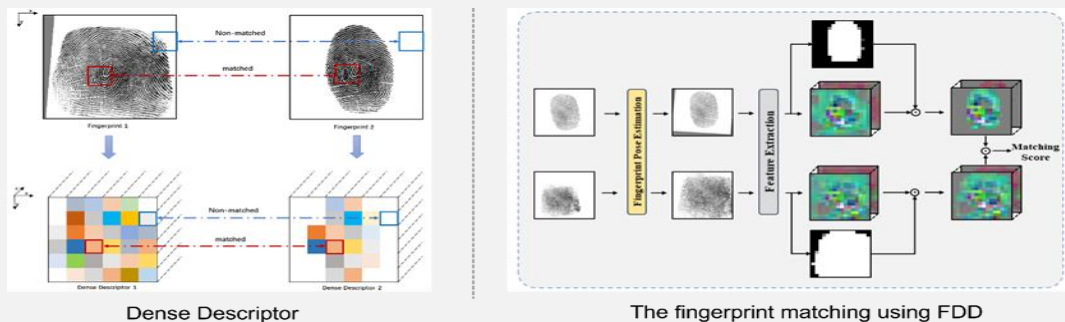 Non-matched
matched
Fingerprint 1
Fingerprint 2
Non-matched
matched
Dense Descriptor 1
Dense Descriptor 2
Dense Descriptor
Fingerprint Pose Estimation
Feature Extraction
Matching
Score
The fingerprint matching using FDD